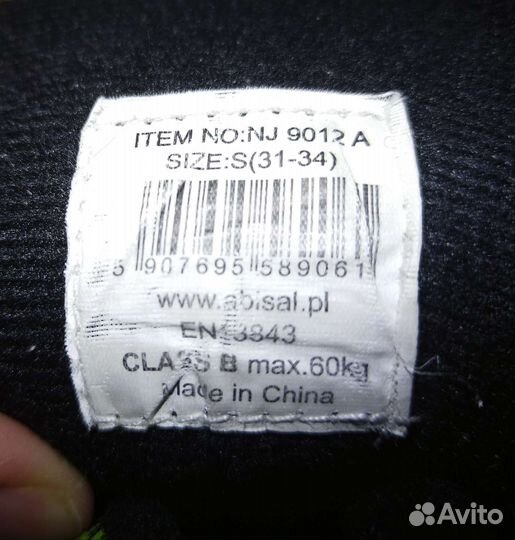 ITEM NO:NJ 9012 A
SIZE:S(31-34)
5 907695 589061
www.abisal.pl
EN13843
CLASS B max.60kg
Made in China
Avito